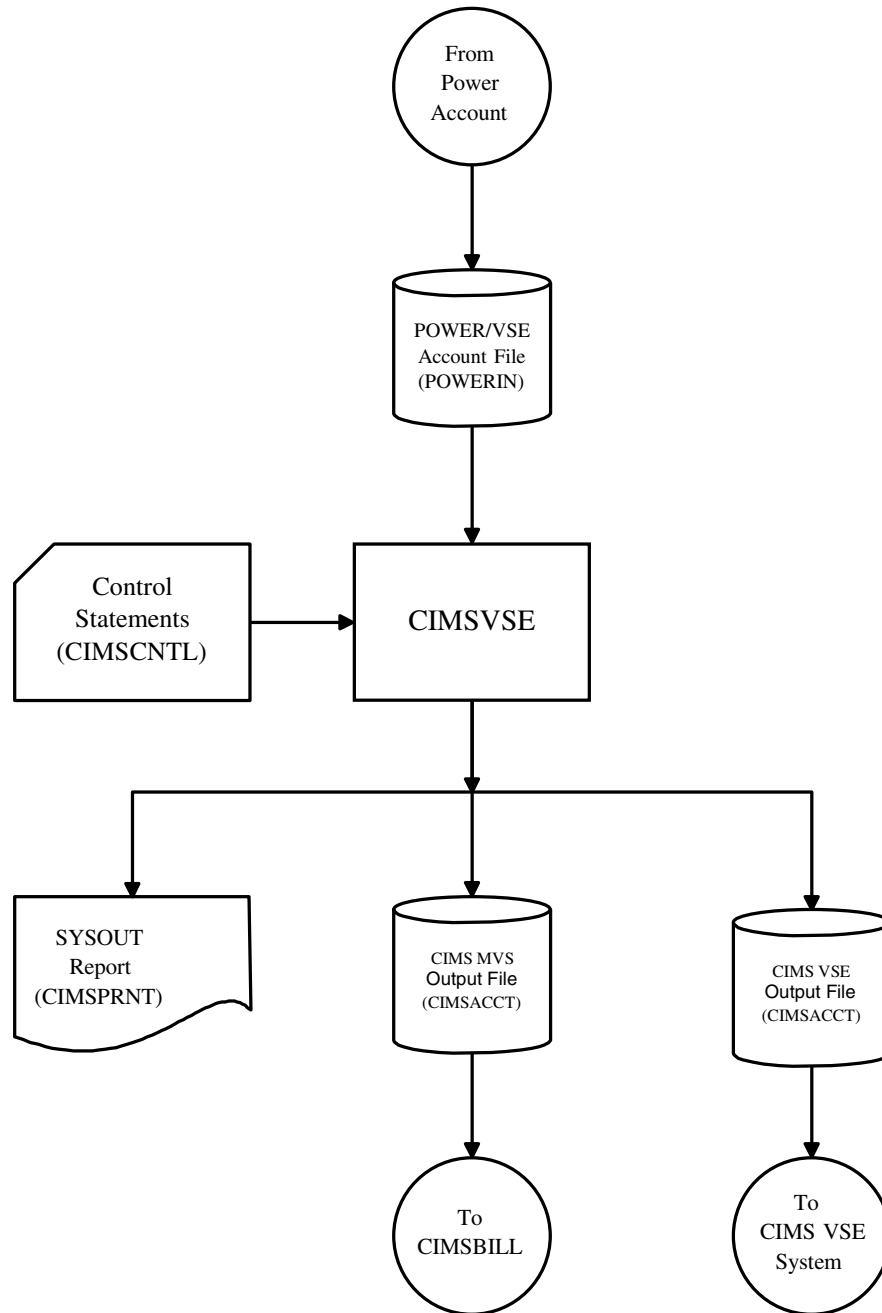 From
Power
Account
POWER/VSE
Account File
(POWERIN)
Control
Statements
(CIMSCNTL)
CIMSVSE
SYSOUT
Report
(CIMSPRNT)
CIMS MVS
Output File
(CIMSACCT)
CIMS VSE
Output File
(CIMSACCT)
To
CIMSBILL
To
CIMS VSE
System